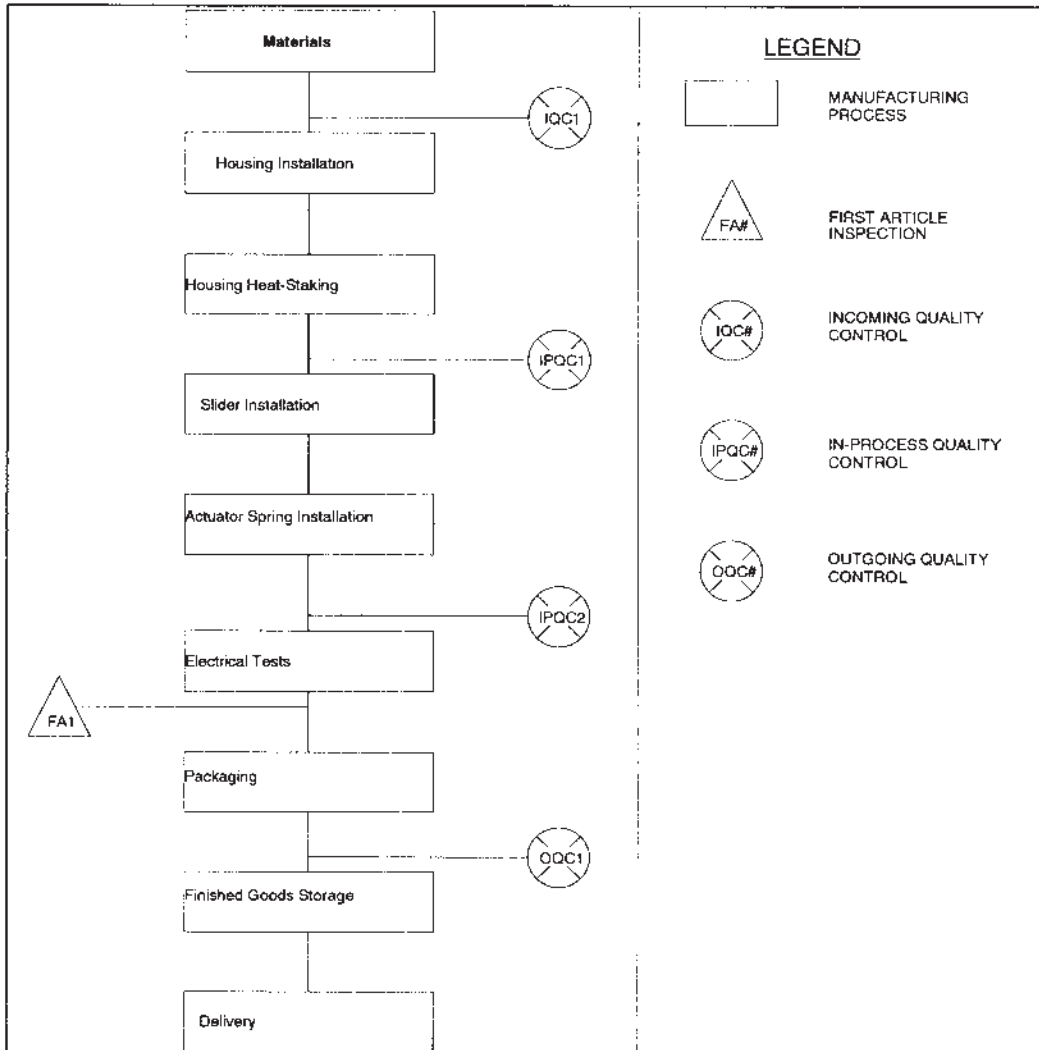 Materials
IQC1
Housing Installation
Housing Heat-Staking
IPQC1
Slider Installation
Actuator Spring Installation
IPQC2
Electrical Tests
FA1
Packaging
OQC1
Finished Goods Storage
Delivery
LEGEND
MANUFACTURING
PROCESS
FA#
FIRST ARTICLE
INSPECTION
IQC#
INCOMING QUALITY
CONTROL
IPQC#
IN-PROCESS QUALITY
CONTROL
OQC#
OUTGOING QUALITY
CONTROL